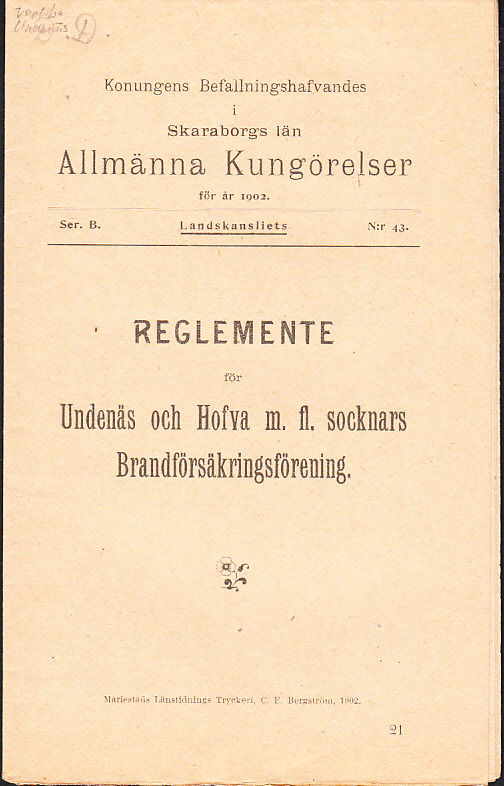 Undenäs D.
Konungens Befallningshafvandes
i
Skaraborgs län
Allmänna Kungörelser
för år 1902.
Ser. B. Landskansliets N:r 43.
REGLEMENTE
för
Undenäs och Hofva m. fl. socknars
Brandförsäkringsförening.
Mariestads Länstidnings Tryckeri, C. F. Bergström, 1902.
21